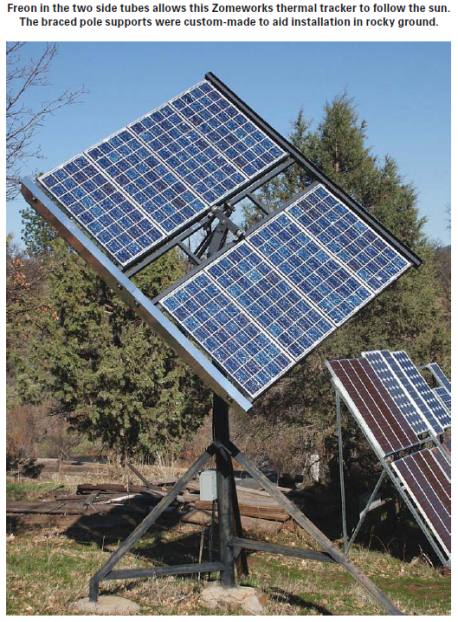 Freon in the two side tubes allows this Zomeworks thermal tracker to follow the sun.
The braced pole supports were custom-made to aid installation in rocky ground.